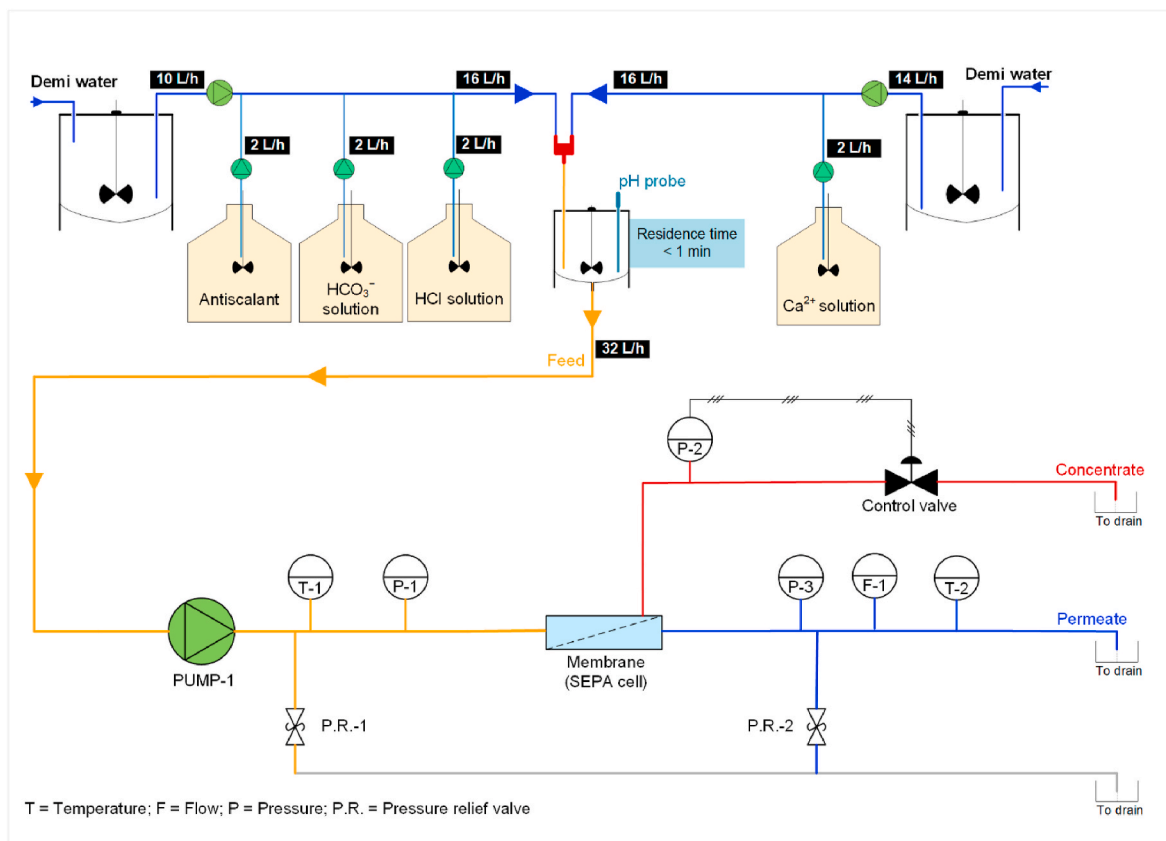 Demi water
10 L/h
16 L/h
16 L/h
14 L/h
Demi water
2 L/h
2 L/h
2 L/h
2 L/h
pH probe
Residence time
< 1 min
Antiscalant
HCO₃⁻
solution
HCl solution
Ca²⁺ solution
Feed
32 L/h
P-2
Concentrate
Control valve
To drain
T-1
P-1
P-3
F-1
T-2
Permeate
PUMP-1
Membrane
(SEPA cell)
To drain
P.R.-1
P.R.-2
T = Temperature; F = Flow; P = Pressure; P.R. = Pressure relief valve
To drain